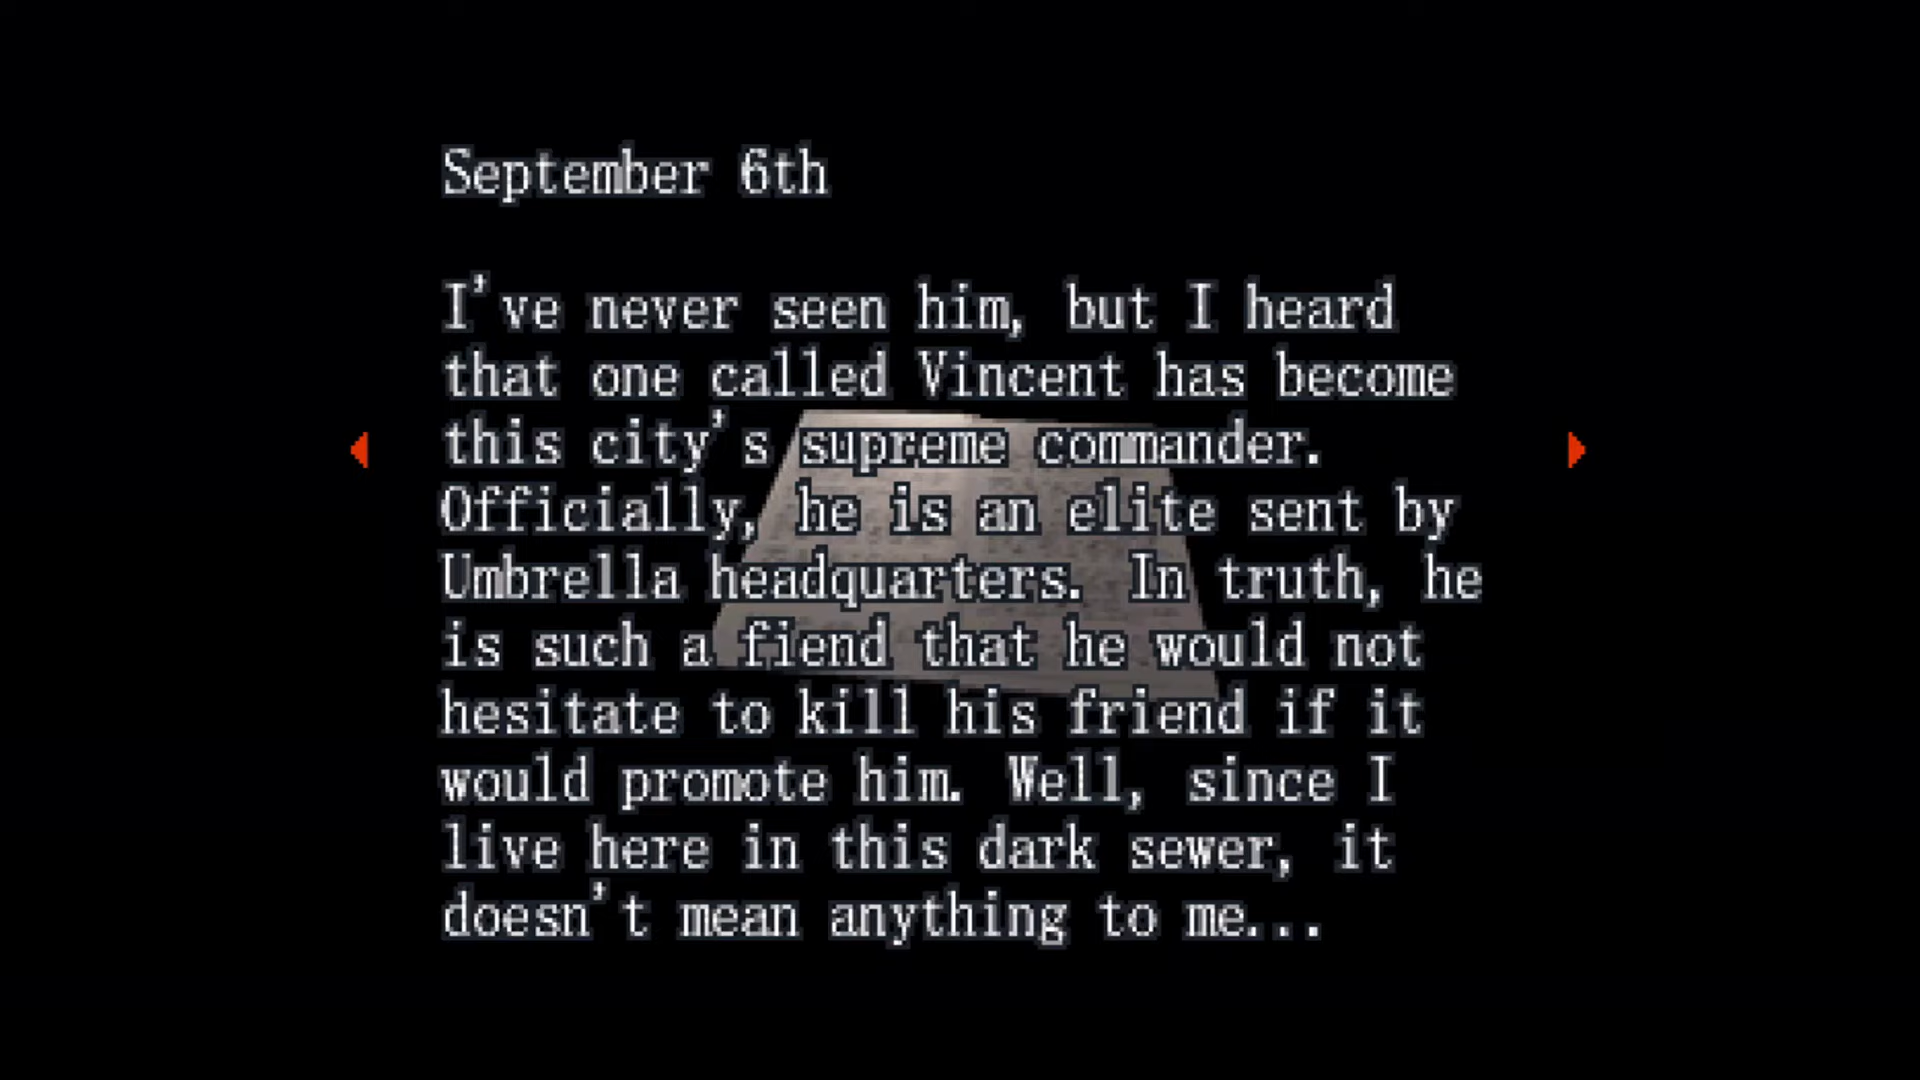 September 6th
I've never seen him, but I heard
that one called Vincent has become
this city's supreme commander.
Officially, he is an elite sent by
Umbrella headquarters. In truth, he
is such a fiend that he would not
hesitate to kill his friend if it
would promote him. Well, since I
live here in this dark sewer, it
doesn't mean anything to me...